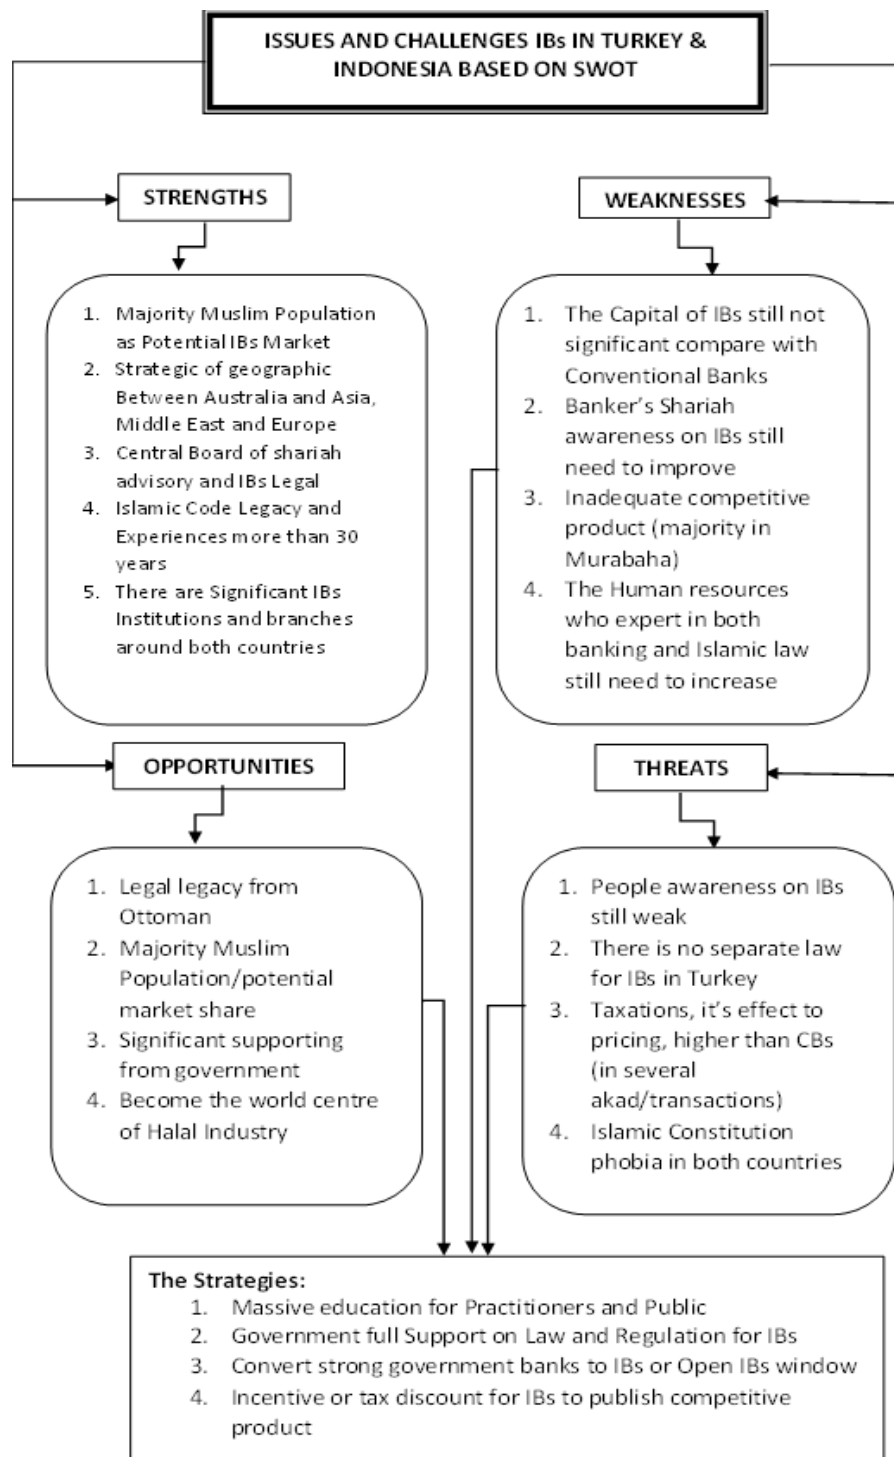 ISSUES AND CHALLENGES IBs IN TURKEY &
INDONESIA BASED ON SWOT
STRENGTHS
1. Majority Muslim Population
as Potential IBs Market
2. Strategic of geographic
Between Australia and Asia,
Middle East and Europe
3. Central Board of shariah
advisory and IBs Legal
4. Islamic Code Legacy and
Experiences more than 30
years
5. There are Significant IBs
Institutions and branches
around both countries
WEAKNESSES
1. The Capital of IBs still not
significant compare with
Conventional Banks
2. Banker's Shariah
awareness on IBs still
need to improve
3. Inadequate competitive
product (majority in
Murabaha)
4. The Human resources
who expert in both
banking and Islamic law
still need to increase
OPPORTUNITIES
1. Legal legacy from
Ottoman
2. Majority Muslim
Population/potential
market share
3. Significant supporting
from government
4. Become the world centre
of Halal Industry
THREATS
1. People awareness on IBs
still weak
2. There is no separate law
for IBs in Turkey
3. Taxations, it's effect to
pricing, higher than CBs
(in several
akad/transactions)
4. Islamic Constitution
phobia in both countries
The Strategies:
1. Massive education for Practitioners and Public
2. Government full Support on Law and Regulation for IBs
3. Convert strong government banks to IBs or Open IBs window
4. Incentive or tax discount for IBs to publish competitive
product